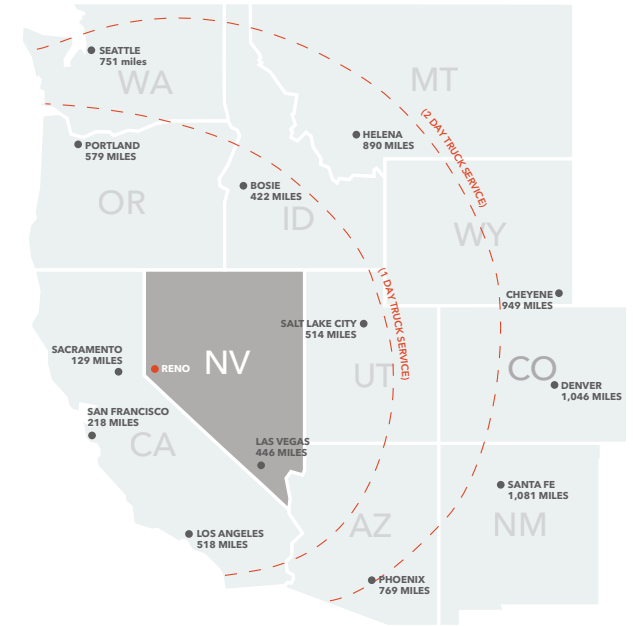 SEATTLE
751 miles
WA
MT
(2 DAY TRUCK SERVICE)
HELENA
890 MILES
PORTLAND
579 MILES
BOSIE
422 MILES
OR
ID
WY
(1 DAY TRUCK SERVICE)
CHEYENE
949 MILES
SALT LAKE CITY
514 MILES
SACRAMENTO
129 MILES
RENO
NV
UT
CO
DENVER
1,046 MILES
SAN FRANCISCO
218 MILES
CA
LAS VEGAS
446 MILES
SANTA FE
1,081 MILES
AZ
NM
LOS ANGELES
518 MILES
PHOENIX
769 MILES